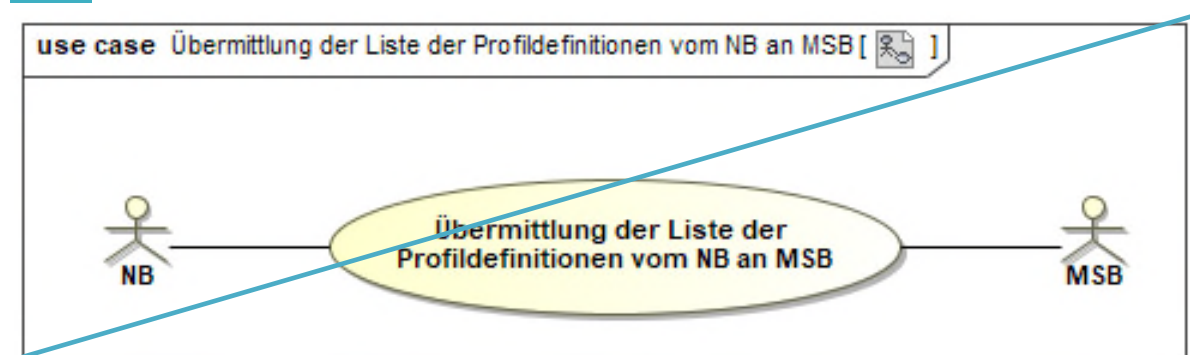 use case Übermittlung der Liste der Profildefinitionen vom NB an MSB [ ]
Übermittlung der Liste der
Profildefinitionen vom NB an MSB
NB
MSB